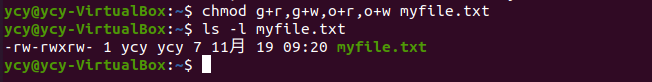 ycy@ycy-VirtualBox:~$ chmod g+r,g+w,o+r,o+w myfile.txt
ycy@ycy-VirtualBox:~$ ls -l myfile.txt
-rw-rwxrw- 1 ycy ycy 7 11月 19 09:20 myfile.txt
ycy@ycy-VirtualBox:~$